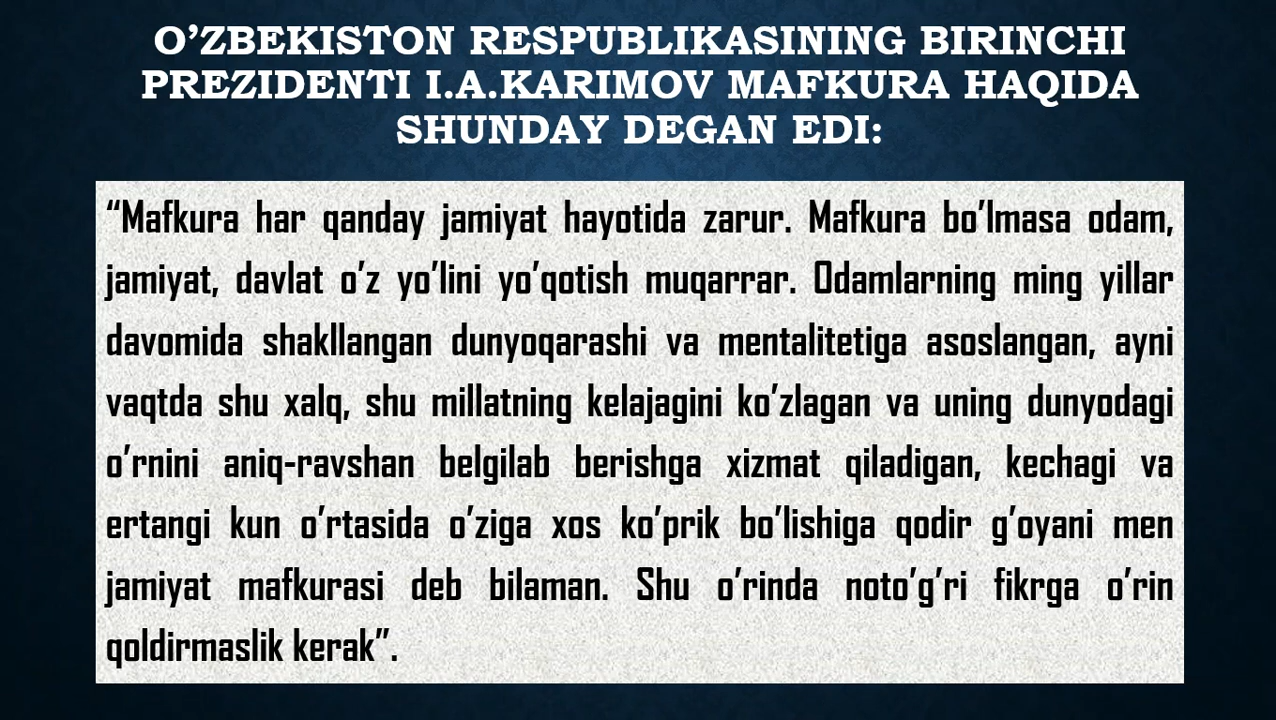 O’ZBEKISTON RESPUBLIKASINING BIRINCHI
PREZIDENTI I.A.KARIMOV MAFKURA HAQIDA
SHUNDAY DEGAN EDI:
“Mafkura har qanday jamiyat hayotida zarur. Mafkura bo’lmasa odam,
jamiyat, davlat o’z yo’lini yo’qotish muqarrar. Odamlarning ming yillar
davomida shakllangan dunyoqarashi va mentalitetiga asoslangan, ayni
vaqtda shu xalq, shu millatning kelajagini ko’zlagan va uning dunyodagi
o’rnini aniq-ravshan belgilab berishga xizmat qiladigan, kechagi va
ertangi kun o’rtasida o’ziga xos ko’prik bo’lishiga qodir g’oyani men
jamiyat mafkurasi deb bilaman. Shu o’rinda noto’g’ri fikrga o’rin
qoldirmaslik kerak”.